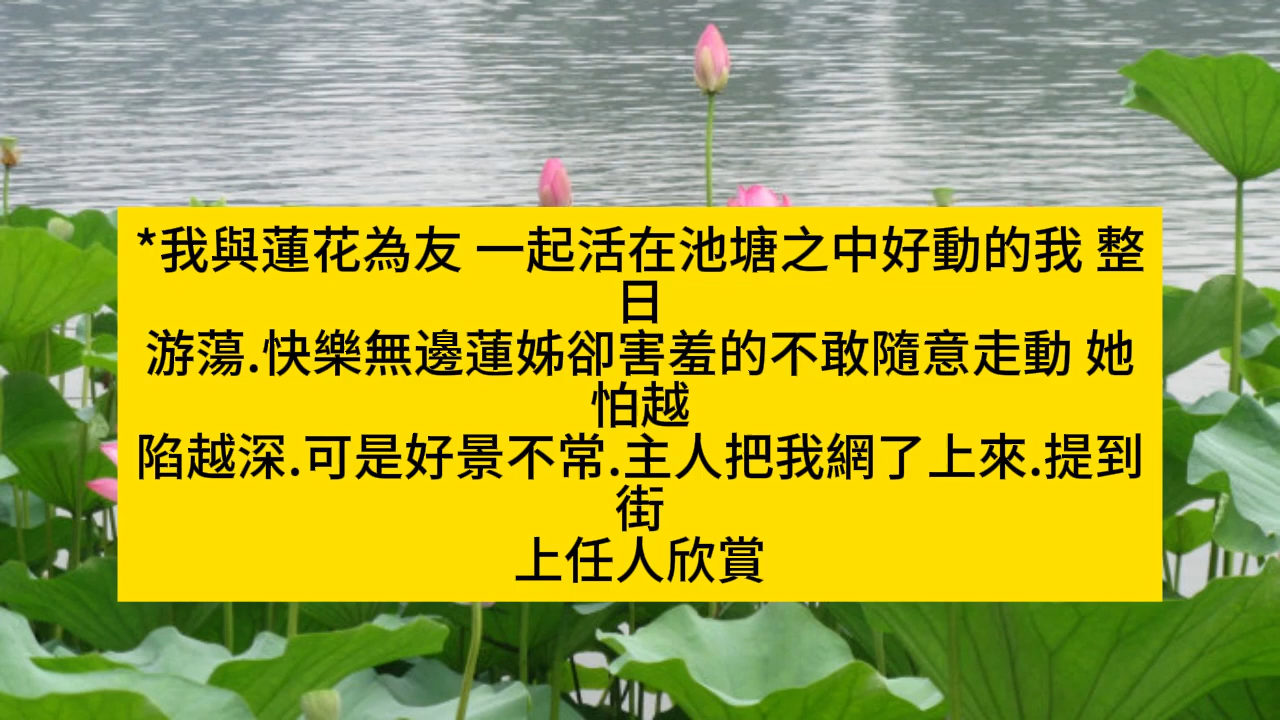 *我與蓮花為友 一起活在池塘之中好動的我 整
日
游蕩.快樂無邊蓮姊卻害羞的不敢隨意走動 她
怕越
陷越深.可是好景不常.主人把我網了上來.提到
街
上任人欣賞